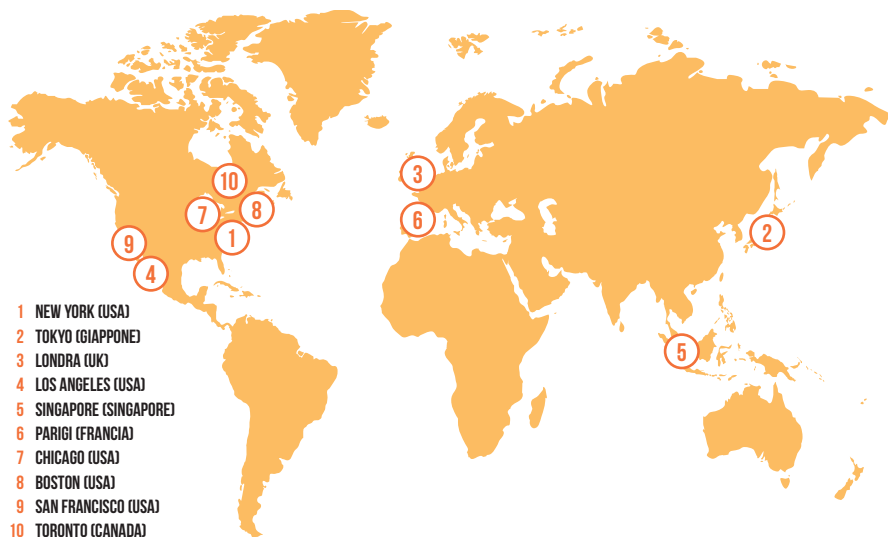 10
3
7
8
6
9
1
2
4
5
1 NEW YORK (USA)
2 TOKYO (GIAPPONE)
3 LONDRA (UK)
4 LOS ANGELES (USA)
5 SINGAPORE (SINGAPORE)
6 PARIGI (FRANCIA)
7 CHICAGO (USA)
8 BOSTON (USA)
9 SAN FRANCISCO (USA)
10 TORONTO (CANADA)